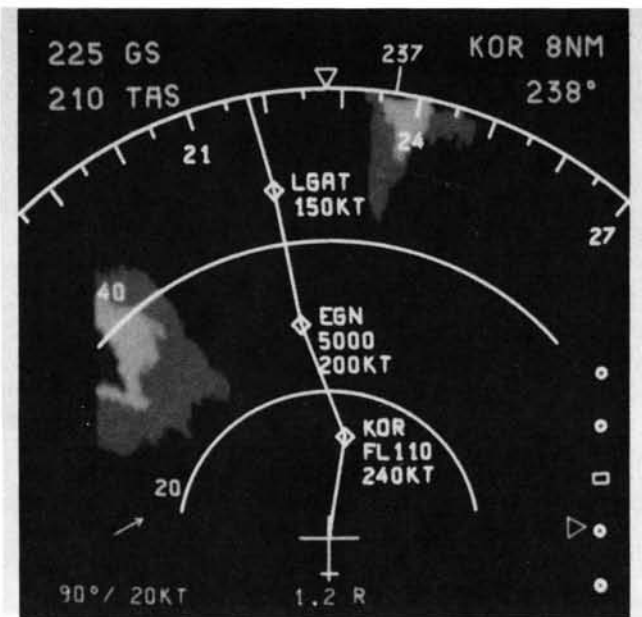 225 GS
237
KOR 8NM
210 TAS
238°
21
24
LGAT
150KT
27
40
EGN
5000
200KT
KOR
FL110
240KT
20
90°/ 20KT
1.2 R